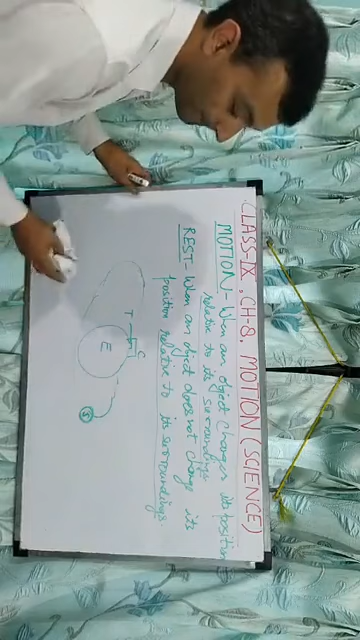 CLASS-IX, CH-8. MOTION (SCIENCE)
MOTION - When an object changes its position
relative to its surroundings
REST - When an object does not change its
position relative to its surroundings.
T
C
E
S